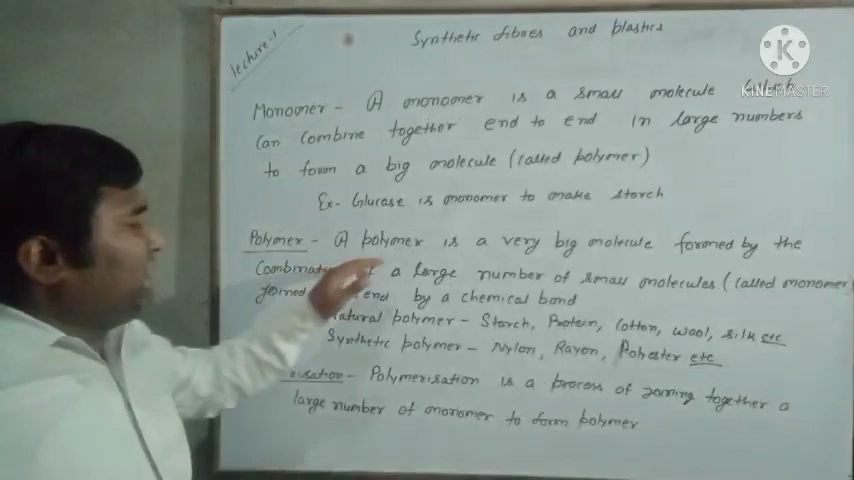 Lecture-1
Synthetic fibres and plastics
K
KINEMASTER
Monomer - A monomer is a small molecule which
can combine together end to end in large numbers
to form a big molecule (called polymer)
Ex- Glucase is monomer to make starch
Polymer - A polymer is a very big molecule formed by the
Combinat a large number of small molecules (called monomer)
joined end by a chemical bond
Natural polymer - Starch, Protein, Cotton, Wool, silk etc
Synthetic polymer - Nylon, Rayon, Polyester etc
erisation - Polymerisation is a process of joining together a
large number of monomer to form polymer